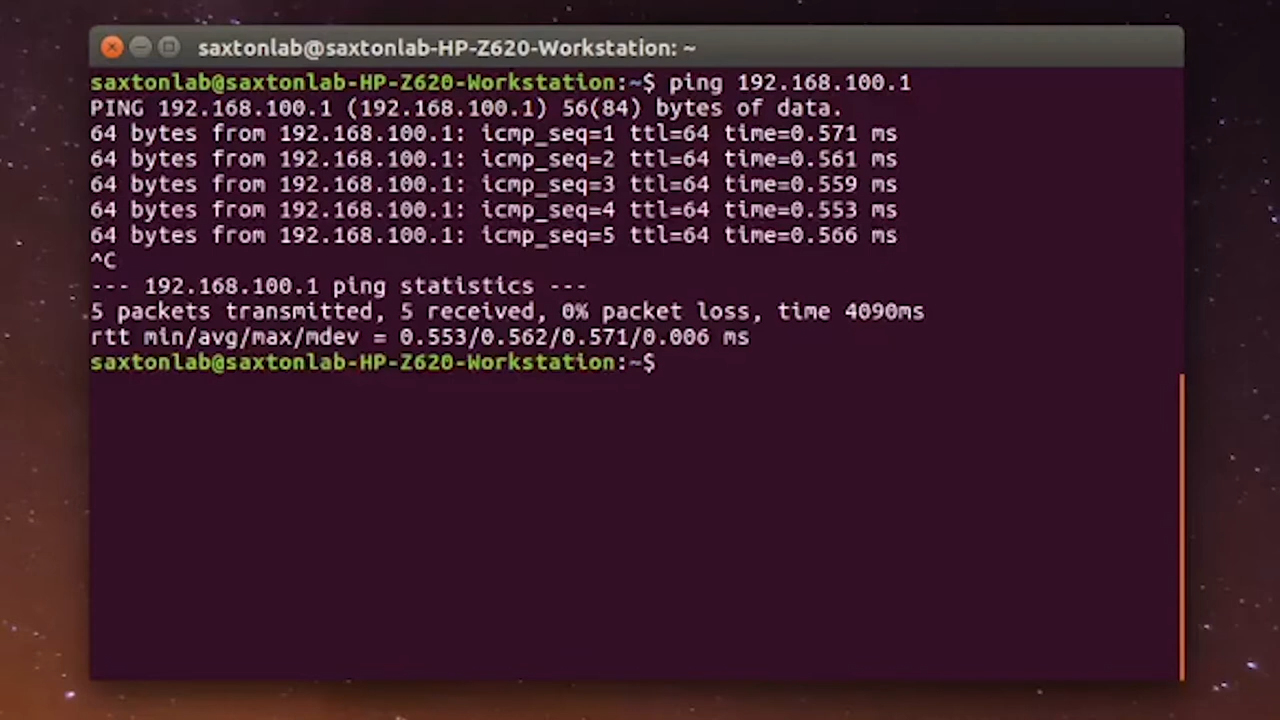 saxtonlab@saxtonlab-HP-Z620-Workstation: ~
saxtonlab@saxtonlab-HP-Z620-Workstation:~$ ping 192.168.100.1
PING 192.168.100.1 (192.168.100.1) 56(84) bytes of data.
64 bytes from 192.168.100.1: icmp_seq=1 ttl=64 time=0.571 ms
64 bytes from 192.168.100.1: icmp_seq=2 ttl=64 time=0.561 ms
64 bytes from 192.168.100.1: icmp_seq=3 ttl=64 time=0.559 ms
64 bytes from 192.168.100.1: icmp_seq=4 ttl=64 time=0.553 ms
64 bytes from 192.168.100.1: icmp_seq=5 ttl=64 time=0.566 ms
^C
--- 192.168.100.1 ping statistics ---
5 packets transmitted, 5 received, 0% packet loss, time 4090ms
rtt min/avg/max/mdev = 0.553/0.562/0.571/0.006 ms
saxtonlab@saxtonlab-HP-Z620-Workstation:~$